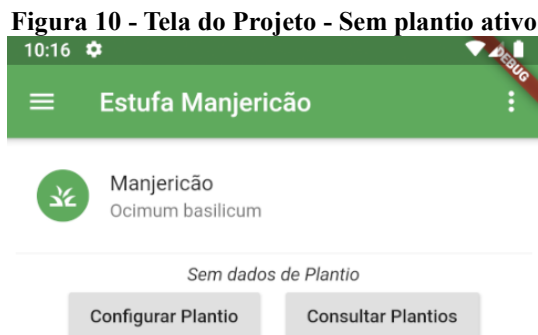 Figura 10 - Tela do Projeto - Sem plantio ativo
10:16
DEBUG
Estufa Manjericão
Manjericão
Ocimum basilicum
Sem dados de Plantio
Configurar Plantio Consultar Plantios